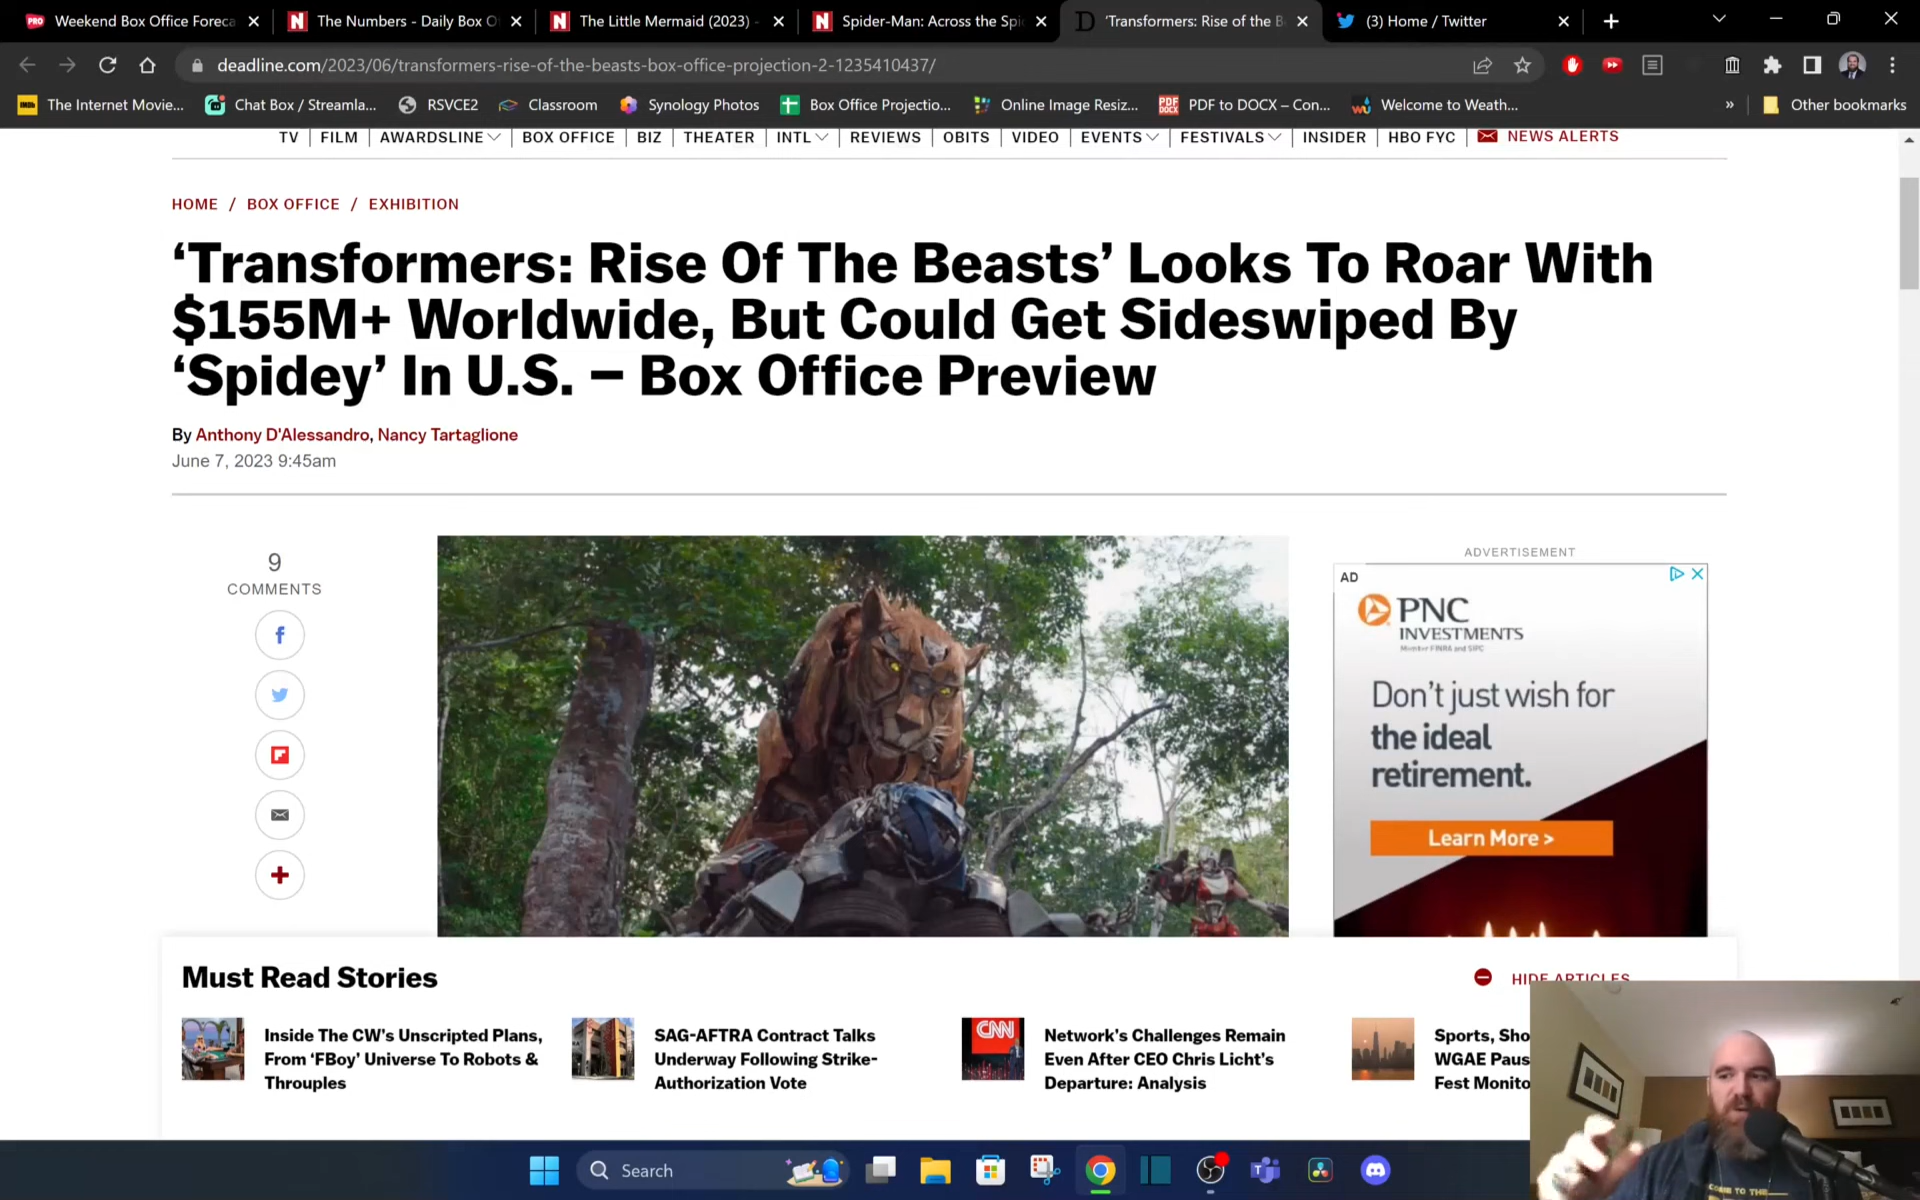 Weekend Box Office Foreca
The Numbers - Daily Box O
The Little Mermaid (2023) -
Spider-Man: Across the Spi
'Transformers: Rise of the B
(3) Home / Twitter
deadline.com/2023/06/transformers-rise-of-the-beasts-box-office-projection-2-1235410437/
The Internet Movie...
Chat Box / Streamla...
RSVCE2
Classroom
Synology Photos
Box Office Projectio...
Online Image Resiz...
PDF to DOCX – Con...
Welcome to Weath...
»
Other bookmarks
TV
FILM
AWARDSLINE
BOX OFFICE
BIZ
THEATER
INTL
REVIEWS
OBITS
VIDEO
EVENTS
FESTIVALS
INSIDER
HBO FYC
NEWS ALERTS
HOME / BOX OFFICE / EXHIBITION
‘Transformers: Rise Of The Beasts’ Looks To Roar With
$155M+ Worldwide, But Could Get Sideswiped By
‘Spidey’ In U.S. – Box Office Preview
By Anthony D'Alessandro, Nancy Tartaglione
June 7, 2023 9:45am
9
COMMENTS
ADVERTISEMENT
AD
PNC
INVESTMENTS
Member FINRA and SIPC
Don’t just wish for
the ideal
retirement.
Learn More >
Must Read Stories
HIDE ARTICLES
Inside The CW's Unscripted Plans,
From ‘FBoy’ Universe To Robots &
Throuples
SAG-AFTRA Contract Talks
Underway Following Strike-
Authorization Vote
CNN
Network's Challenges Remain
Even After CEO Chris Licht's
Departure: Analysis
Sports, Sho
WGAE Paus
Fest Monito
Search
COME TO THE